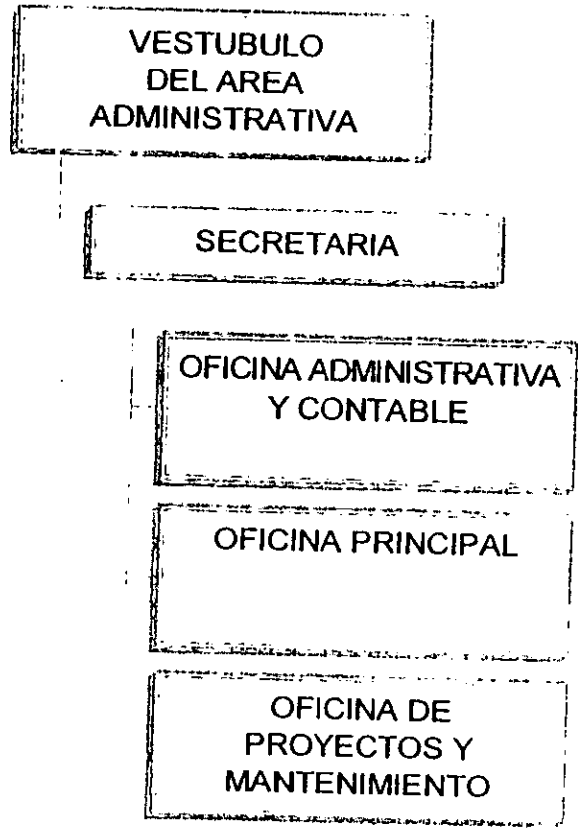 VESTUBULO
DEL AREA
ADMINISTRATIVA
SECRETARIA
OFICINA ADMINISTRATIVA
Y CONTABLE
OFICINA PRINCIPAL
OFICINA DE
PROYECTOS Y
MANTENIMIENTO